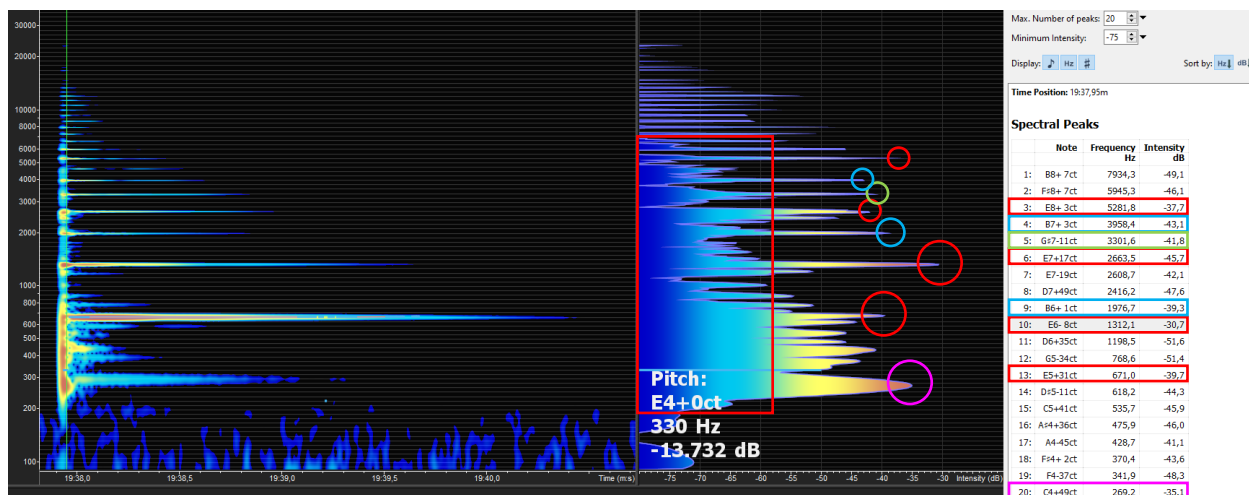 30000
20000
10000
8000
6000
5000
4000
3000
2000
1000
800
600
400
300
200
100
19:38,0
19:38,5
19:39,0
19:39,5
19:40,0
Time (m:s)
Pitch:
E4+0ct
330 Hz
-13.732 dB
-75
-70
-65
-60
-55
-50
-45
-40
-35
-30
Intensity (dB)
Max. Number of peaks: 20
Minimum Intensity: -75
Display: ♪ Hz # Sort by: Hz dB
Time Position: 19:37,95m
Spectral Peaks
Note Frequency Hz Intensity dB
1: B8+ 7ct 7934,3 -49,1
2: F♯8+ 7ct 5945,3 -46,1
3: E8+ 3ct 5281,8 -37,7
4: B7+ 3ct 3958,4 -43,1
5: G♯7-11ct 3301,6 -41,8
6: E7+17ct 2663,5 -45,7
7: E7-19ct 2608,7 -42,1
8: D7+49ct 2416,2 -47,6
9: B6+ 1ct 1976,7 -39,3
10: E6- 8ct 1312,1 -30,7
11: D6+35ct 1198,5 -51,6
12: G5-34ct 768,6 -51,4
13: E5+31ct 671,0 -39,7
14: D♯5-11ct 618,2 -44,3
15: C5+41ct 535,7 -45,9
16: A♯4+36ct 475,9 -46,0
17: A4-45ct 428,7 -41,1
18: F♯4+ 2ct 370,4 -43,6
19: F4-37ct 341,9 -48,3
20: C4+49ct 269,2 -35,1